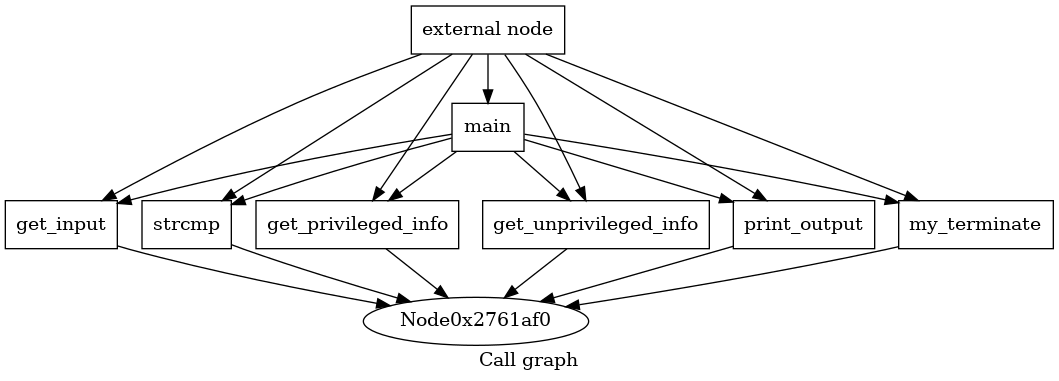 external node
main
get_input
strcmp
get_privileged_info
get_unprivileged_info
print_output
my_terminate
Node0x2761af0
Call graph